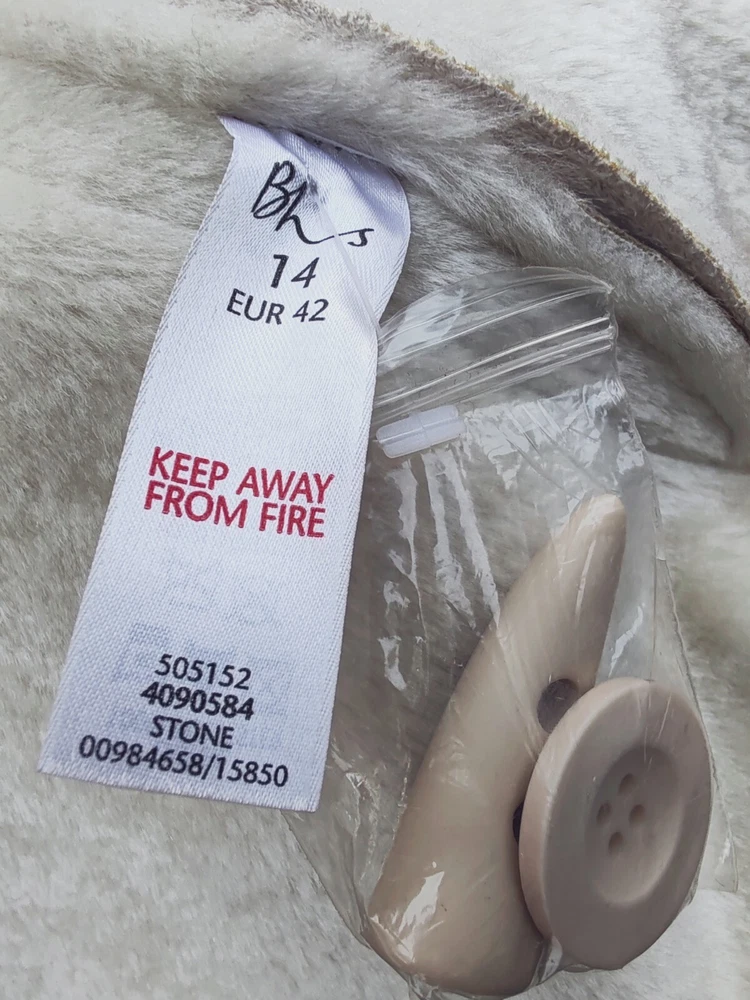 Bhs
14
EUR 42
KEEP AWAY
FROM FIRE
505152
4090584
STONE
00984658/15850